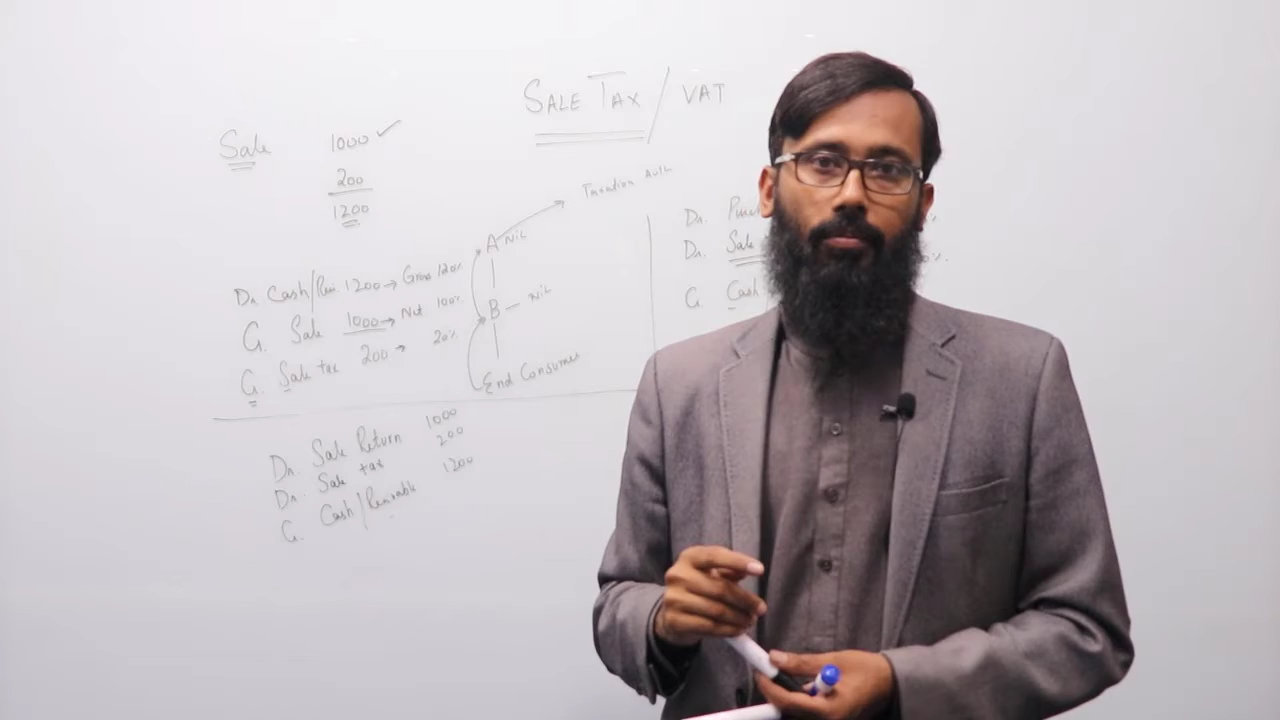 SALE TAX / VAT
Sale 1000 ✓
200
1200
Taxation Auth
A Nil
B — Nil
End Consumer
Dr. Cash/Rec. 1200 → Gross 120%
Cr. Sale 1000 → Net 100%
Cr. Sale tax 200 → 20%
Dr.
Dr. Sale
Cr. Cash
Dr. Sale Return 1000
Dr. Sale tax 200
Cr. Cash/Receivable 1200